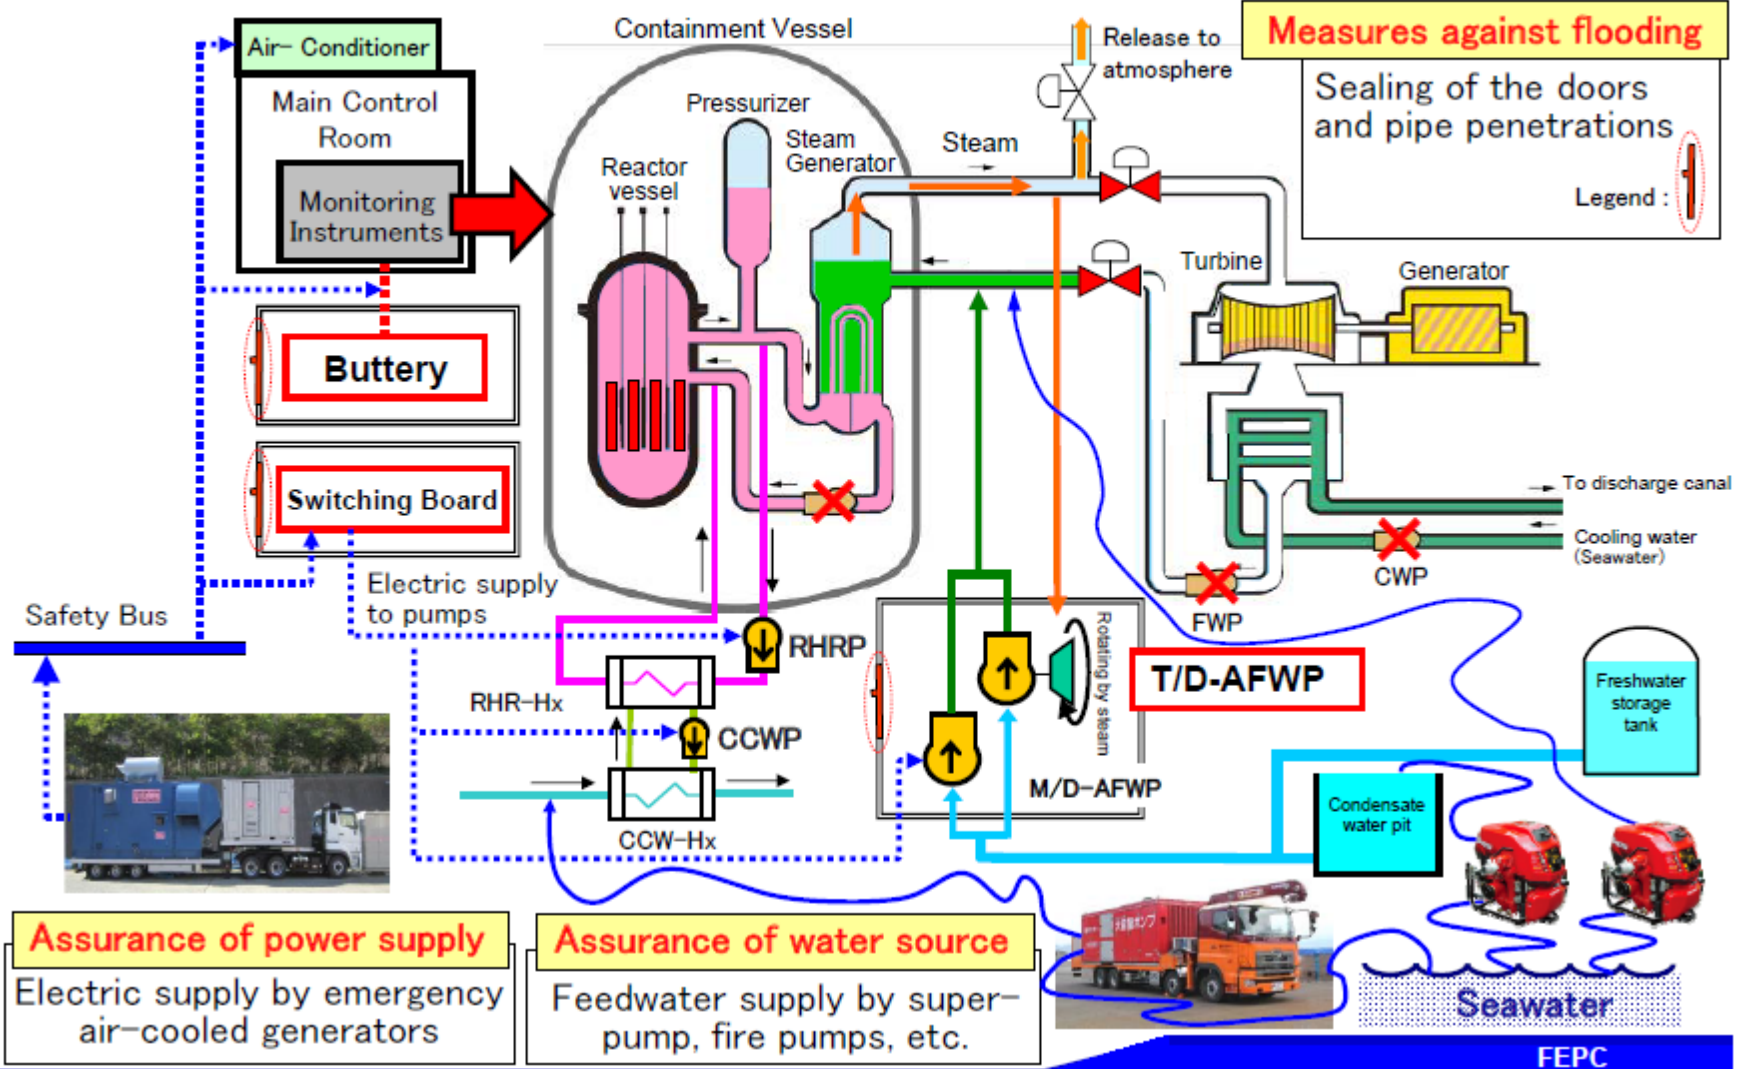 Containment Vessel
Air- Conditioner
Main Control
Room
Monitoring
Instruments
Pressurizer
Steam
Generator
Reactor
vessel
Steam
Release to
atmosphere
Measures against flooding
Sealing of the doors
and pipe penetrations
Legend :
Turbine
Generator
Buttery
Switching Board
To discharge canal
Cooling water
(Seawater)
CWP
FWP
Electric supply
to pumps
Safety Bus
RHRP
RHR-Hx
CCWP
CCW-Hx
Rotating by steam
T/D-AFWP
M/D-AFWP
Freshwater
storage
tank
Condensate
water pit
Assurance of power supply
Electric supply by emergency
air-cooled generators
Assurance of water source
Feedwater supply by super-
pump, fire pumps, etc.
Seawater
FEPC